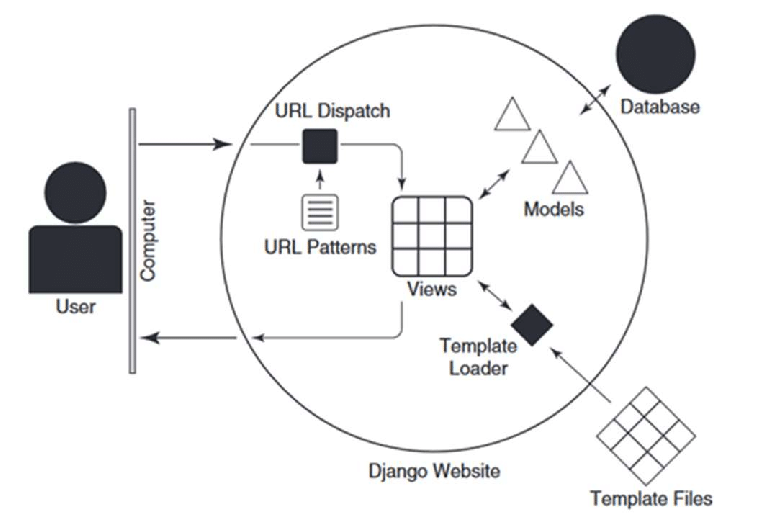 URL Dispatch
Database
Computer
URL Patterns
Models
User
Views
Template
Loader
Django Website
Template Files